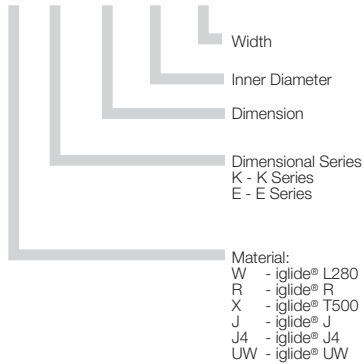 Width
Inner Diameter
Dimension
Dimensional Series
K - K Series
E - E Series
Material:
W - iglide® L280
R - iglide® R
X - iglide® T500
J - iglide® J
J4 - iglide® J4
UW - iglide® UW